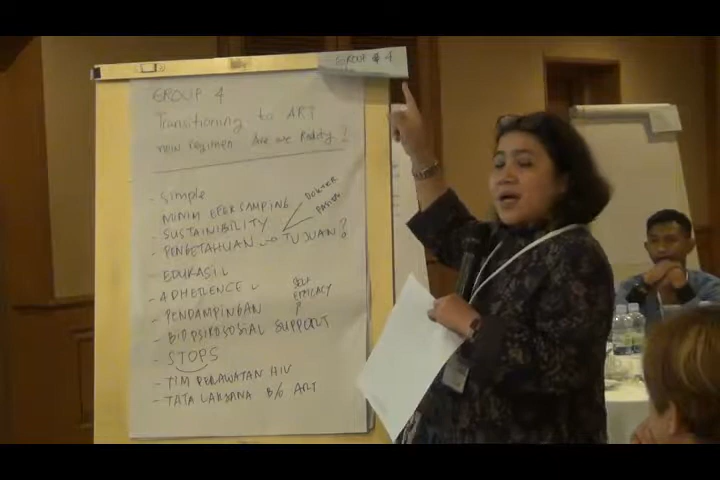 GROUP 4
GROUP 4
Transitioning to ART
new Regimen Are we Ready ?
- Simple
MINIM EFEK SAMPING
- SUSTAINIBILITY
DOKTER
PASIEN
- PENGETAHUAN → TUJUAN ?
- EDUKASI
- ADHERENCE
SELF
EFFICACY
- PENDAMPINGAN
- BIOPSIKOSOSIAL SUPPORT
- STOPS
- TIM PERAWATAN HIV
- TATA LAKSANA B/G ART